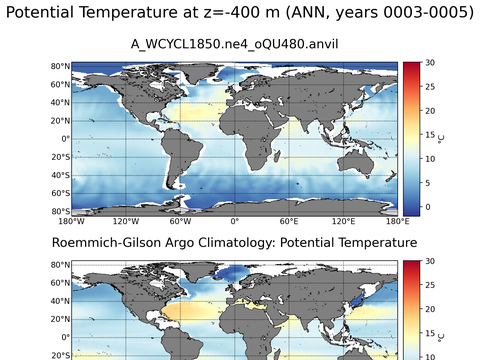 Potential Temperature at z=-400 m (ANN, years 0003-0005)
A_WCYCL1850.ne4_oQU480.anvil
80°N
60°N
40°N
20°N
0°
20°S
40°S
60°S
80°S
180°W 120°W 60°W 0° 60°E 120°E 180°E
30
25
20
15
10
5
0
°C
Roemmich-Gilson Argo Climatology: Potential Temperature
80°N
60°N
40°N
20°N
0°
20°S
30
25
20
15
10
°C